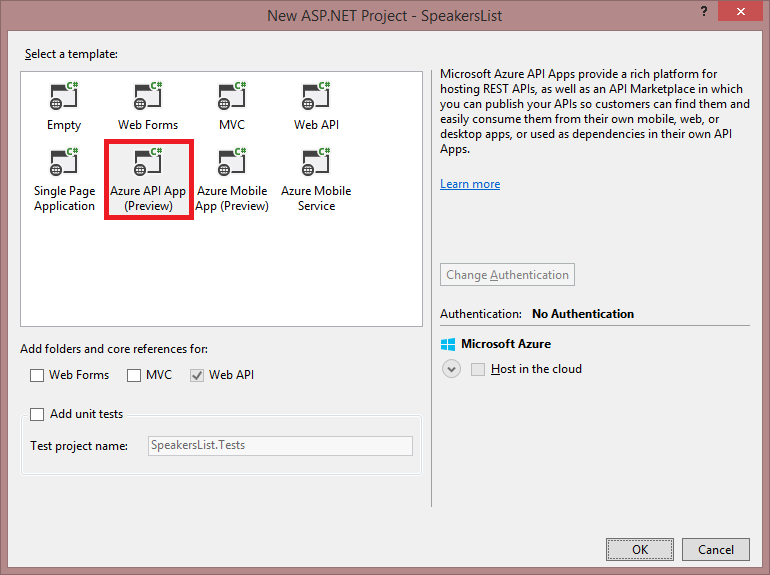 New ASP.NET Project - SpeakersList
?
Select a template:
C# C# C# C#
Empty Web Forms MVC Web API
C# C# C# C#
Single Page Azure API App Azure Mobile Azure Mobile
Application (Preview) App (Preview) Service
Microsoft Azure API Apps provide a rich platform for
hosting REST APIs, as well as an API Marketplace in which
you can publish your APIs so customers can find them and
easily consume them from their own mobile, web, or
desktop apps, or used as dependencies in their own API
Apps.
Learn more
Change Authentication
Authentication: No Authentication
Microsoft Azure
Host in the cloud
Add folders and core references for:
Web Forms MVC Web API
Add unit tests
Test project name: SpeakersList.Tests
OK Cancel